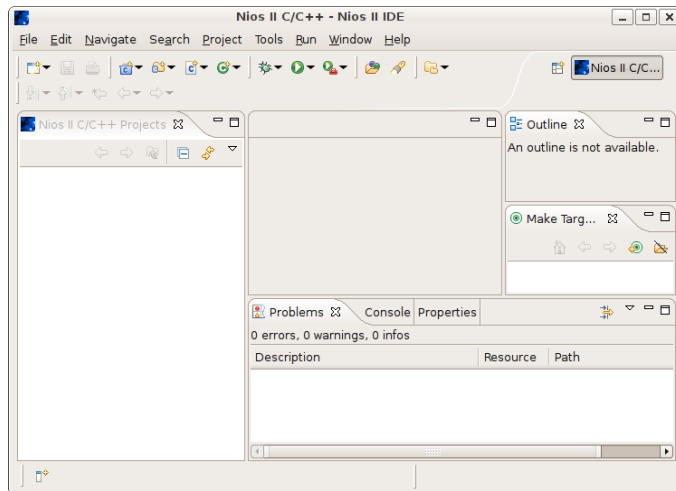 Nios II C/C++ - Nios II IDE
File Edit Navigate Search Project Tools Run Window Help
Nios II C/C...
Nios II C/C++ Projects
Outline
An outline is not available.
Make Targ...
Problems Console Properties
0 errors, 0 warnings, 0 infos
Description Resource Path